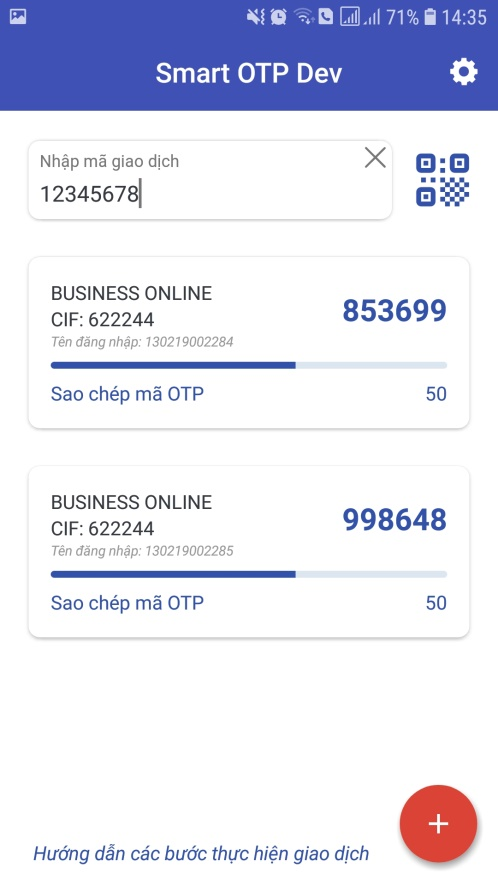 71% 14:35
Smart OTP Dev
Nhập mã giao dịch
12345678
BUSINESS ONLINE
853699
CIF: 622244
Tên đăng nhập: 130219002284
Sao chép mã OTP 50
BUSINESS ONLINE
998648
CIF: 622244
Tên đăng nhập: 130219002285
Sao chép mã OTP 50
+
Hướng dẫn các bước thực hiện giao dịch